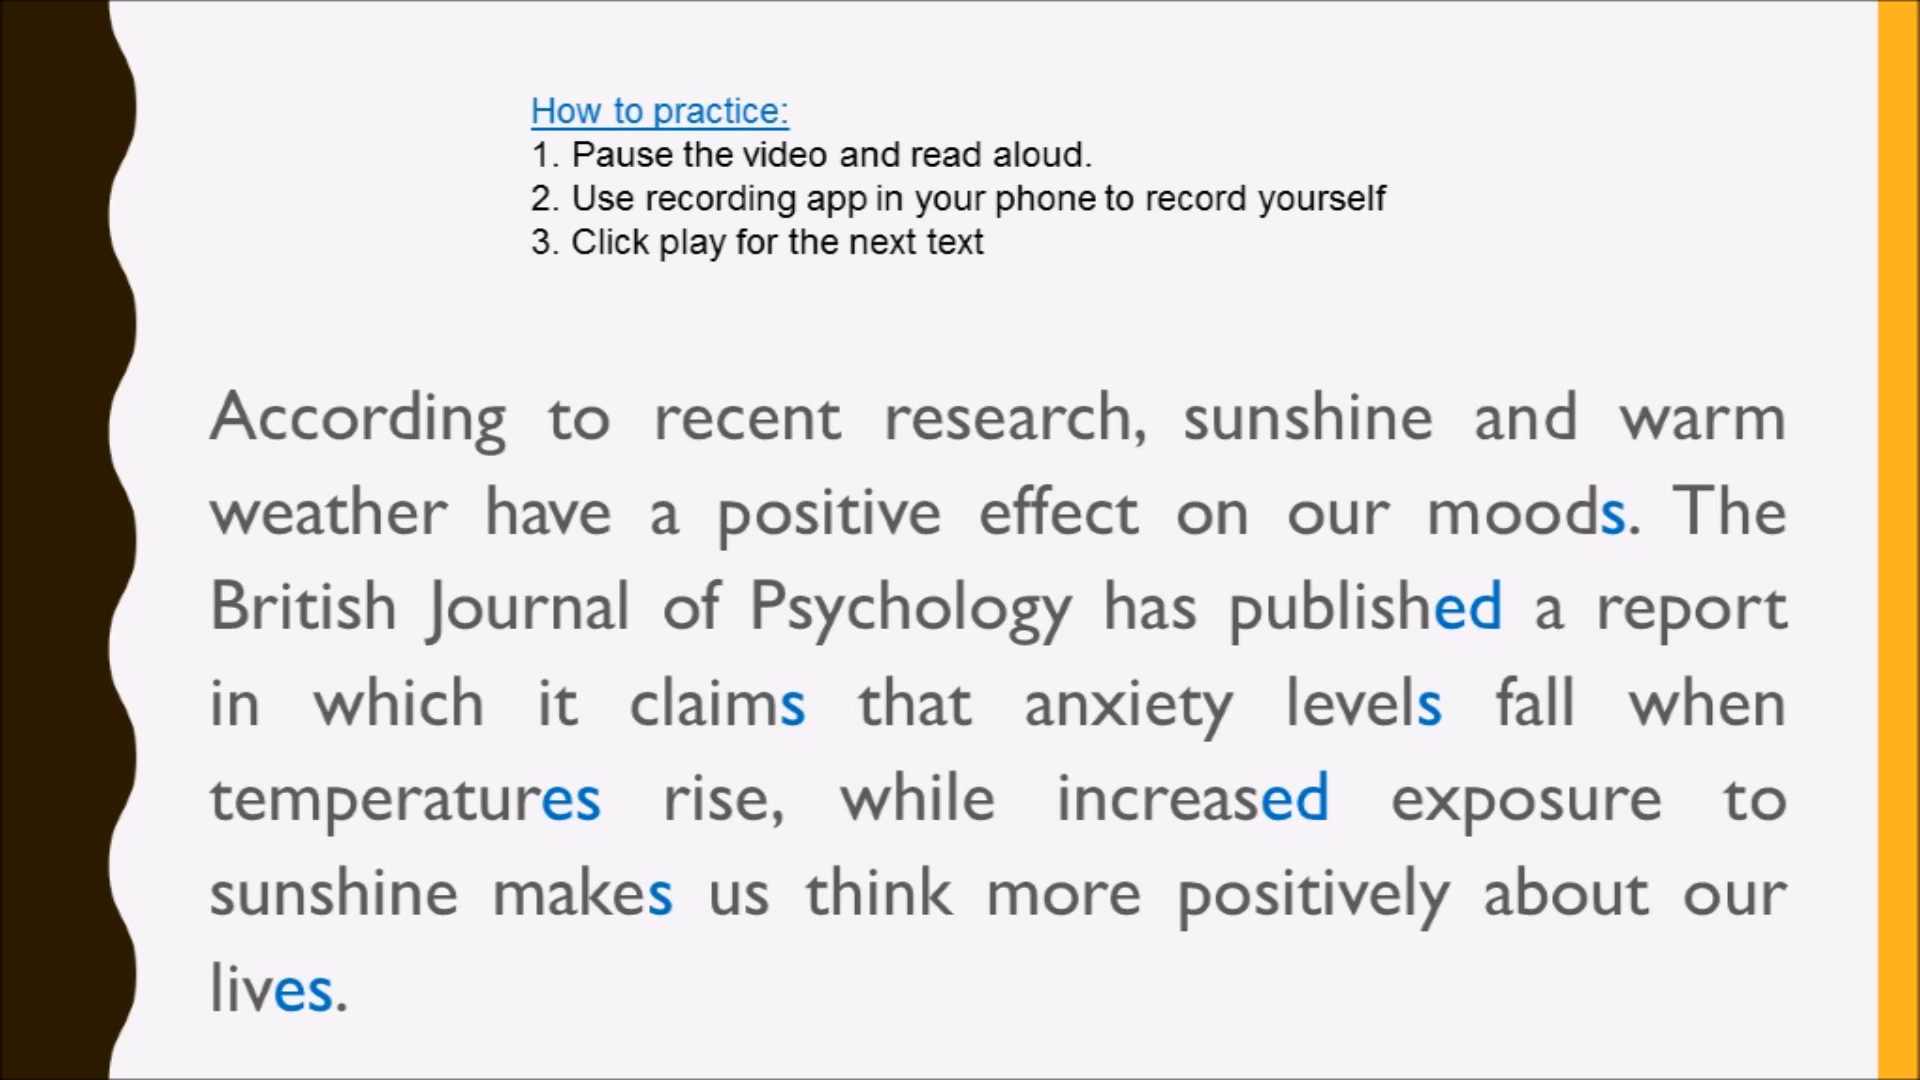 How to practice:
1. Pause the video and read aloud.
2. Use recording app in your phone to record yourself
3. Click play for the next text
According to recent research, sunshine and warm
weather have a positive effect on our moods. The
British Journal of Psychology has published a report
in which it claims that anxiety levels fall when
temperatures rise, while increased exposure to
sunshine makes us think more positively about our
lives.